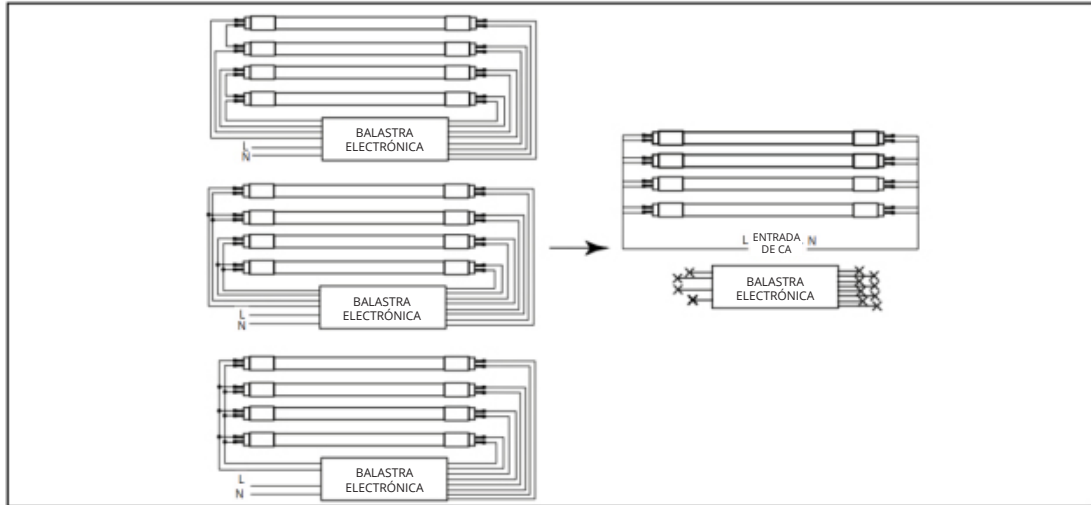 L
N
BALASTRA
ELECTRÓNICA
L
N
BALASTRA
ELECTRÓNICA
L
N
BALASTRA
ELECTRÓNICA
L ENTRADA N
DE CA
BALASTRA
ELECTRÓNICA